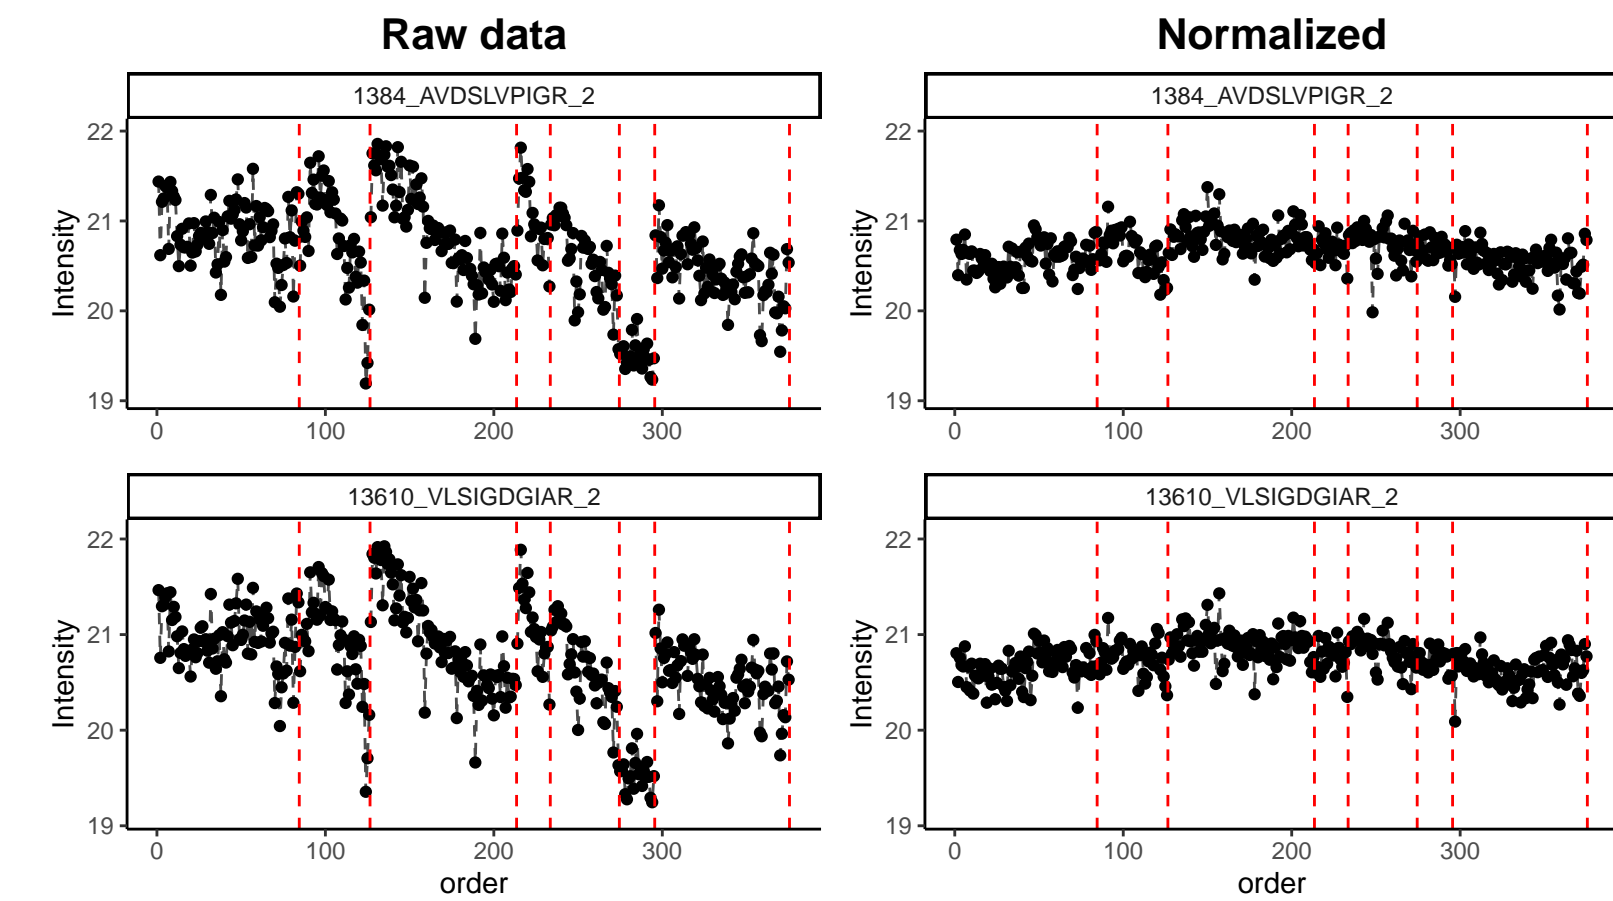 Raw data
Normalized
1384_AVDSLVPIGR_2
1384_AVDSLVPIGR_2
22
21
20
19
Intensity
0 100 200 300
22
21
20
19
Intensity
0 100 200 300
13610_VLSIGDGIAR_2
13610_VLSIGDGIAR_2
22
21
20
19
Intensity
0 100 200 300
order
22
21
20
19
Intensity
0 100 200 300
order